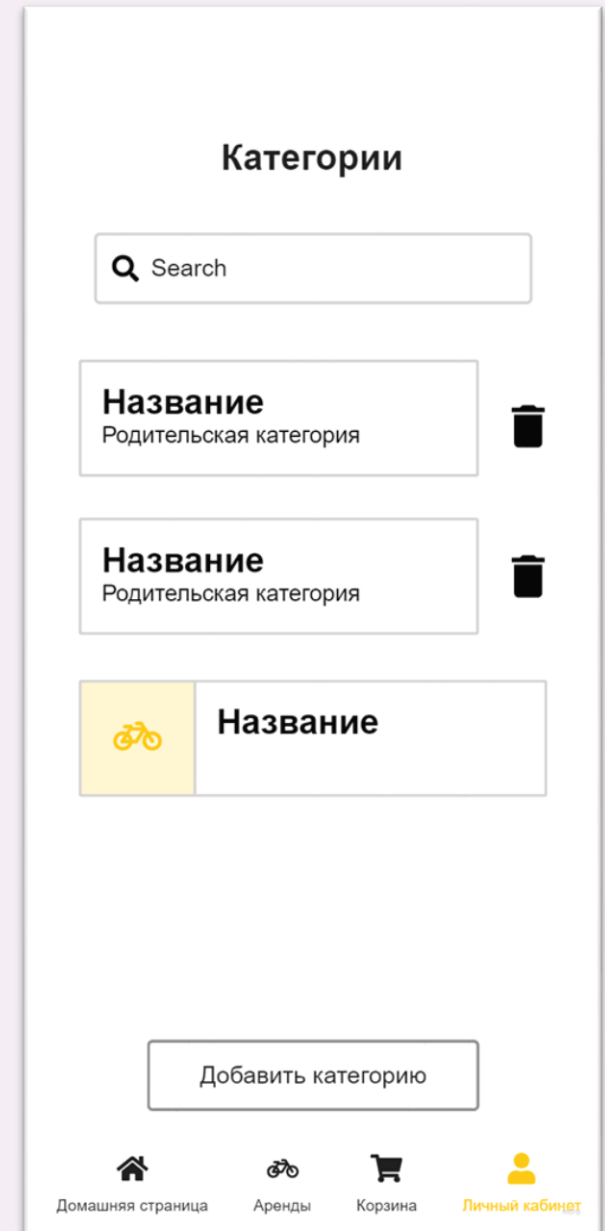 Категории
Search
Название
Родительская категория
Название
Родительская категория
Название
Добавить категорию
Домашняя страница
Аренды
Корзина
Личный кабинет